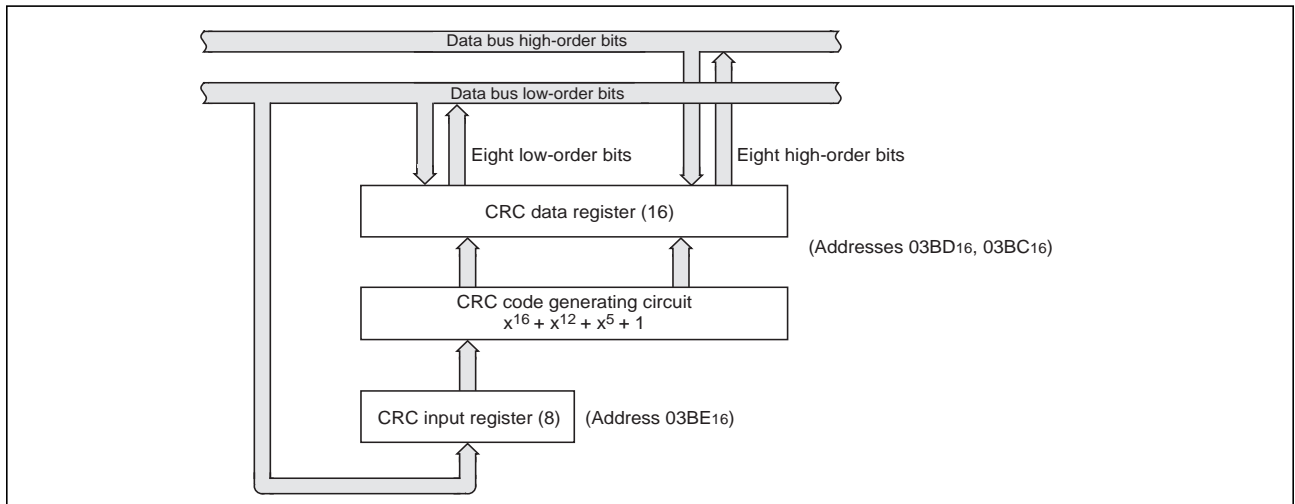 Data bus high-order bits
Data bus low-order bits
Eight low-order bits
Eight high-order bits
CRC data register (16)
(Addresses 03BD₁₆, 03BC₁₆)
CRC code generating circuit
x¹⁶ + x¹² + x⁵ + 1
CRC input register (8)
(Address 03BE₁₆)